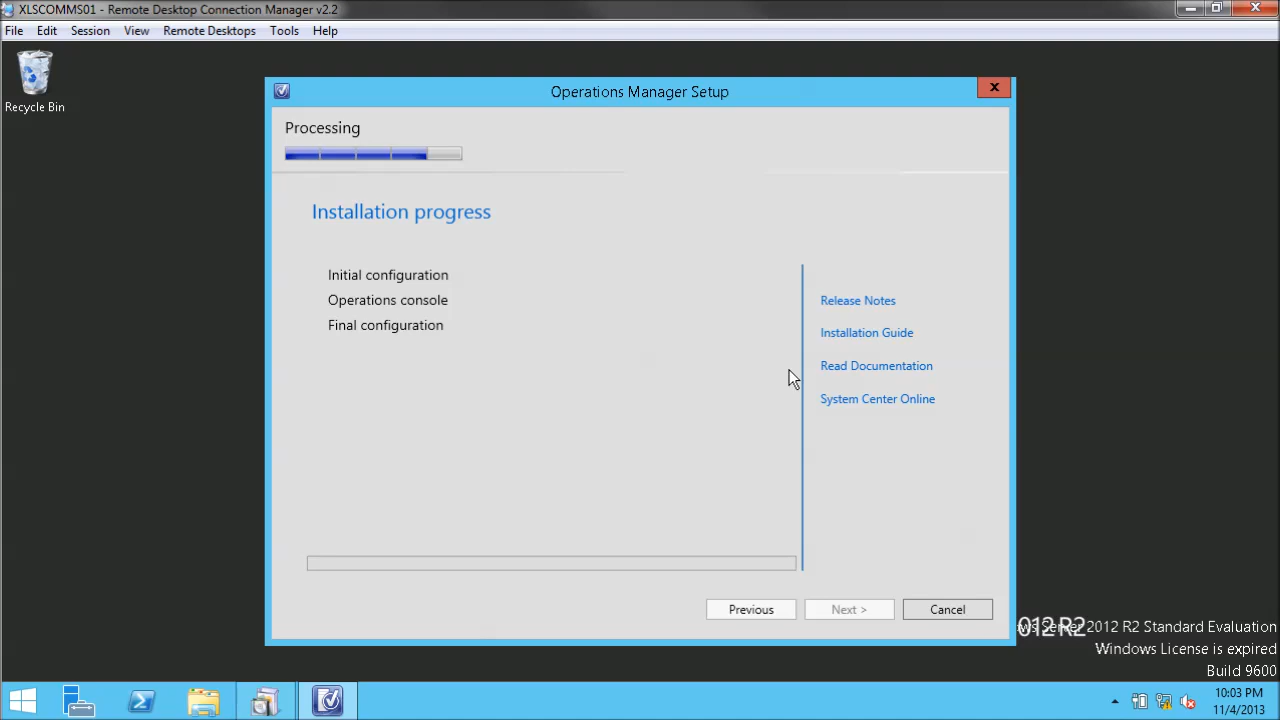 XLSCOMMS01 - Remote Desktop Connection Manager v2.2
File Edit Session View Remote Desktops Tools Help
Recycle Bin
Operations Manager Setup
Processing
Installation progress
Initial configuration
Operations console
Final configuration
Release Notes
Installation Guide
Read Documentation
System Center Online
Previous
Next >
Cancel
012 R2
2012 R2 Standard Evaluation
Windows License is expired
Build 9600
10:03 PM
11/4/2013